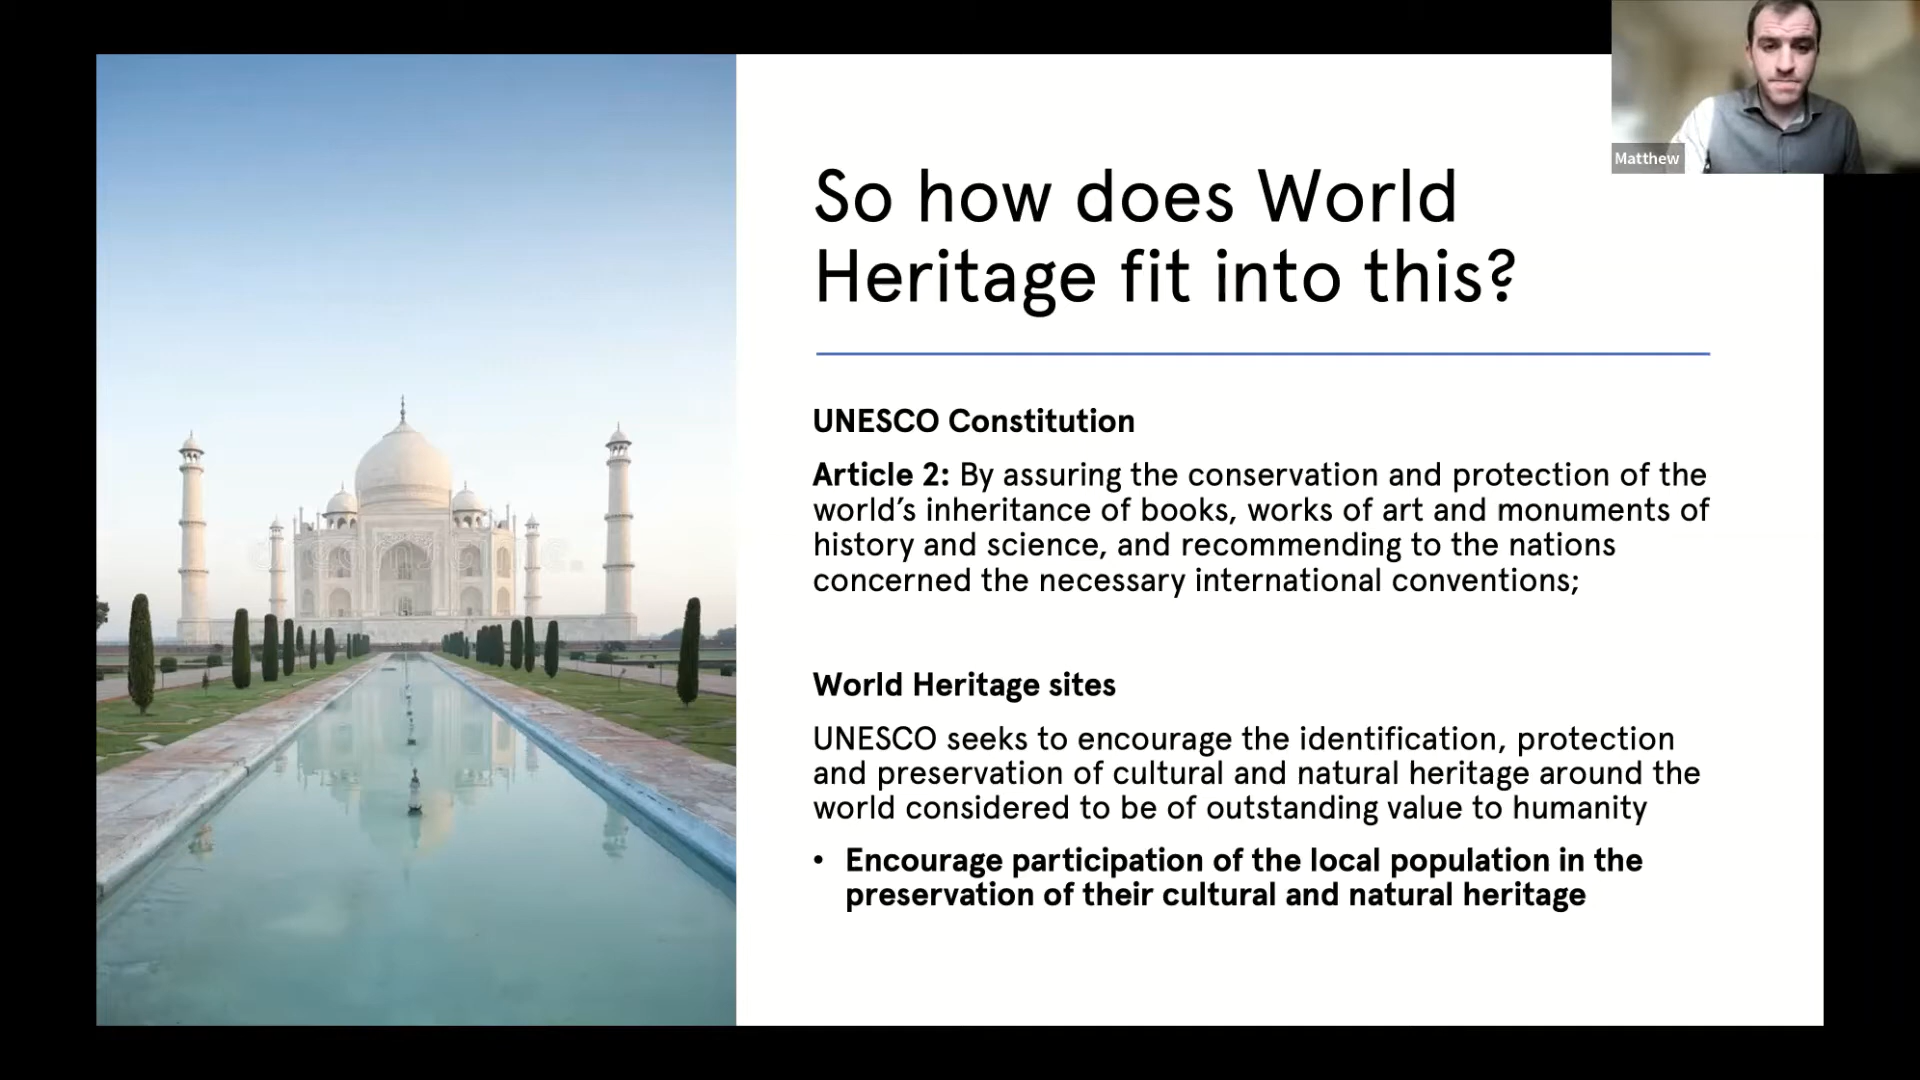 Matthew
So how does World
Heritage fit into this?
UNESCO Constitution
Article 2: By assuring the conservation and protection of the
world’s inheritance of books, works of art and monuments of
history and science, and recommending to the nations
concerned the necessary international conventions;
World Heritage sites
UNESCO seeks to encourage the identification, protection
and preservation of cultural and natural heritage around the
world considered to be of outstanding value to humanity
• Encourage participation of the local population in the
preservation of their cultural and natural heritage